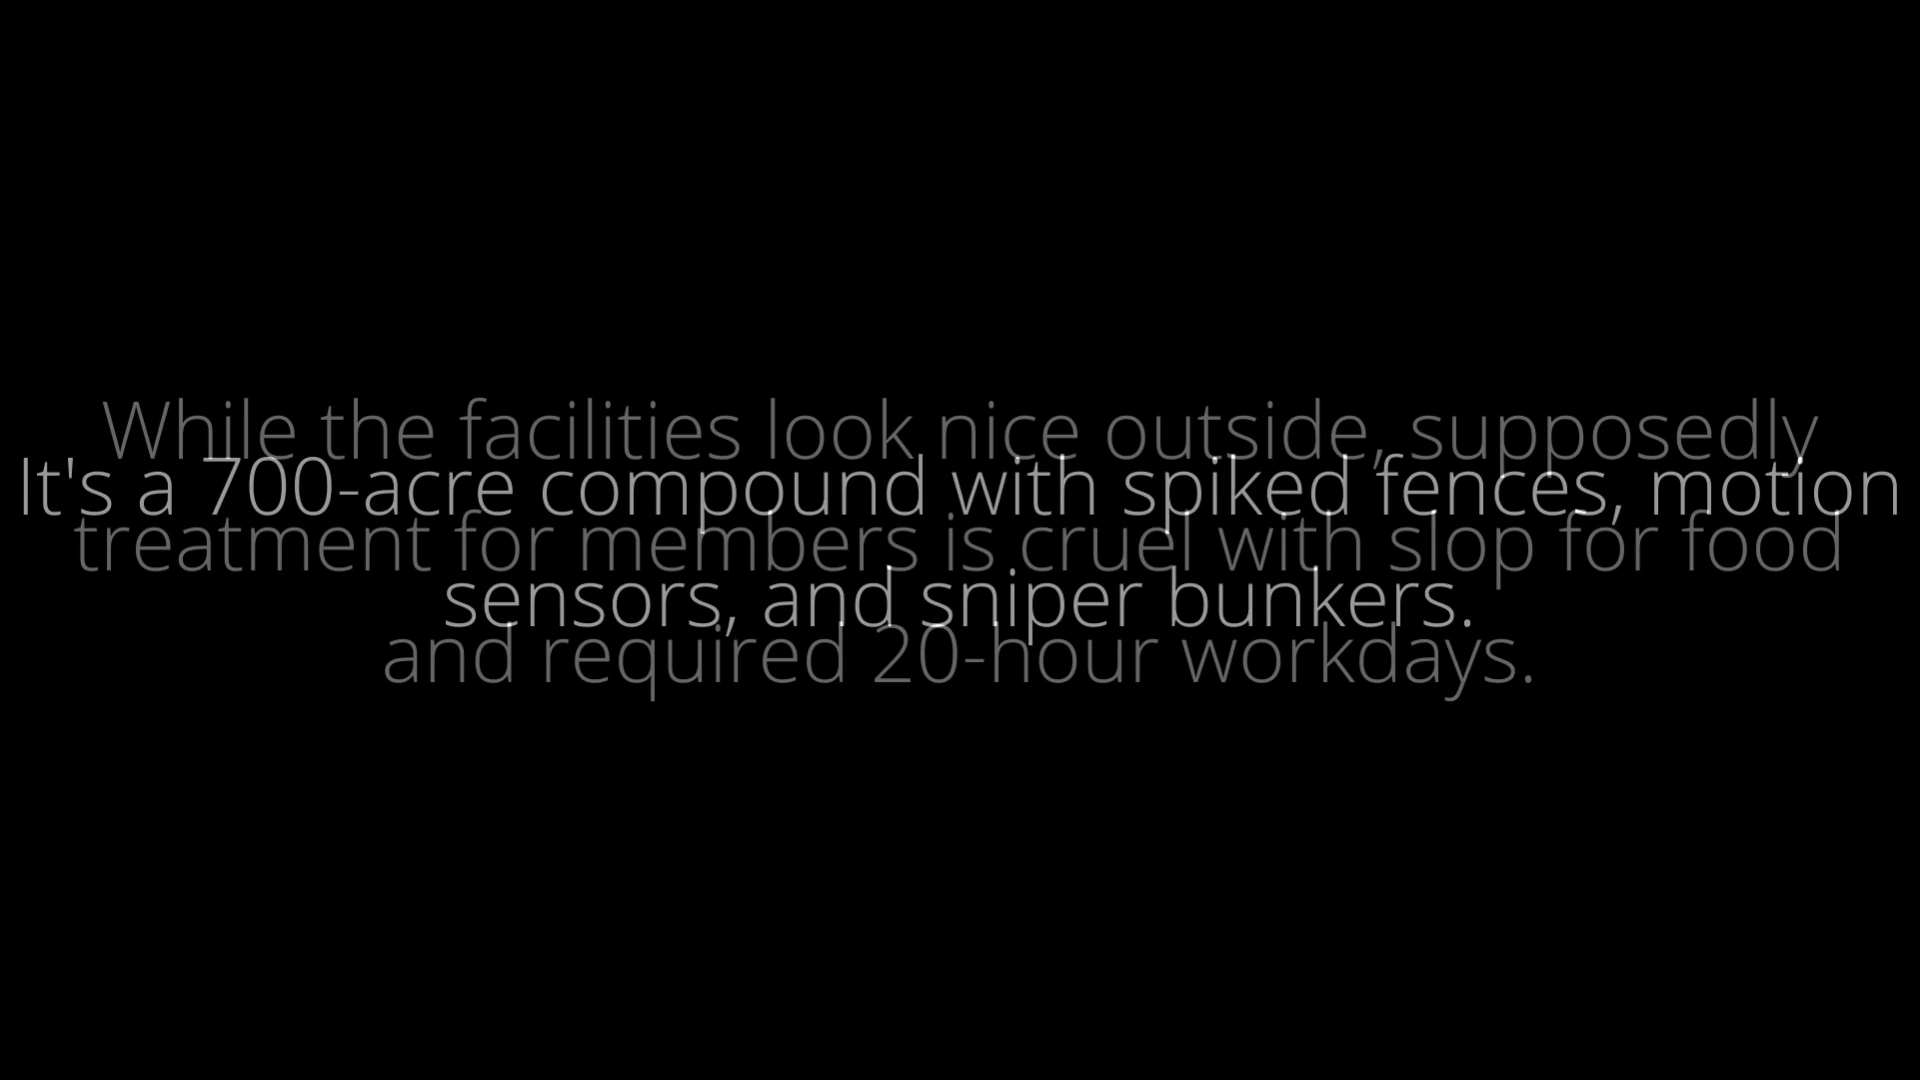 While the facilities look nice outside, supposedly
treatment for members is cruel with slop for food
and required 20-hour workdays.
It's a 700-acre compound with spiked fences, motion
sensors, and sniper bunkers.